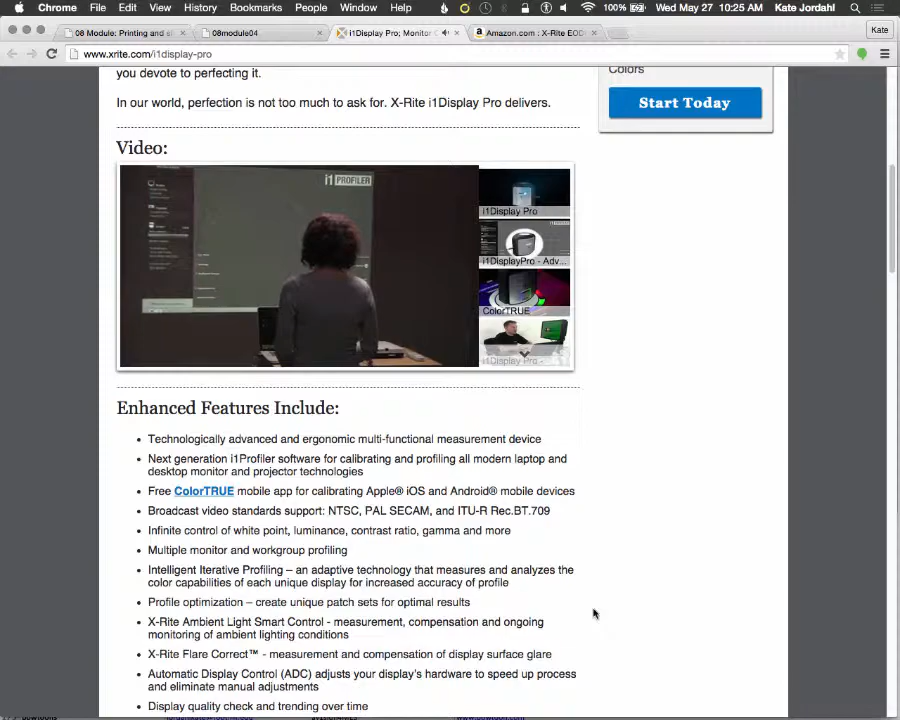 Chrome File Edit View History Bookmarks People Window Help 100% Wed May 27 10:25 AM Kate Jordahl
08 Module: Printing and si
08module04
i1Display Pro; Monitor C
Amazon.com : X-Rite EOD
Kate
www.xrite.com/i1display-pro
you devote to perfecting it.
In our world, perfection is not too much to ask for. X-Rite i1Display Pro delivers.
Colors
Start Today
Video:
i1 PROFILER
i1Display Pro
i1DisplayPro - Adv...
ColorTRUE
i1Display Pro -
Enhanced Features Include:
• Technologically advanced and ergonomic multi-functional measurement device
• Next generation i1Profiler software for calibrating and profiling all modern laptop and
desktop monitor and projector technologies
• Free ColorTRUE mobile app for calibrating Apple® iOS and Android® mobile devices
• Broadcast video standards support: NTSC, PAL SECAM, and ITU-R Rec.BT.709
• Infinite control of white point, luminance, contrast ratio, gamma and more
• Multiple monitor and workgroup profiling
• Intelligent Iterative Profiling – an adaptive technology that measures and analyzes the
color capabilities of each unique display for increased accuracy of profile
• Profile optimization – create unique patch sets for optimal results
• X-Rite Ambient Light Smart Control - measurement, compensation and ongoing
monitoring of ambient lighting conditions
• X-Rite Flare Correct™ - measurement and compensation of display surface glare
• Automatic Display Control (ADC) adjusts your display's hardware to speed up process
and eliminate manual adjustments
• Display quality check and trending over time